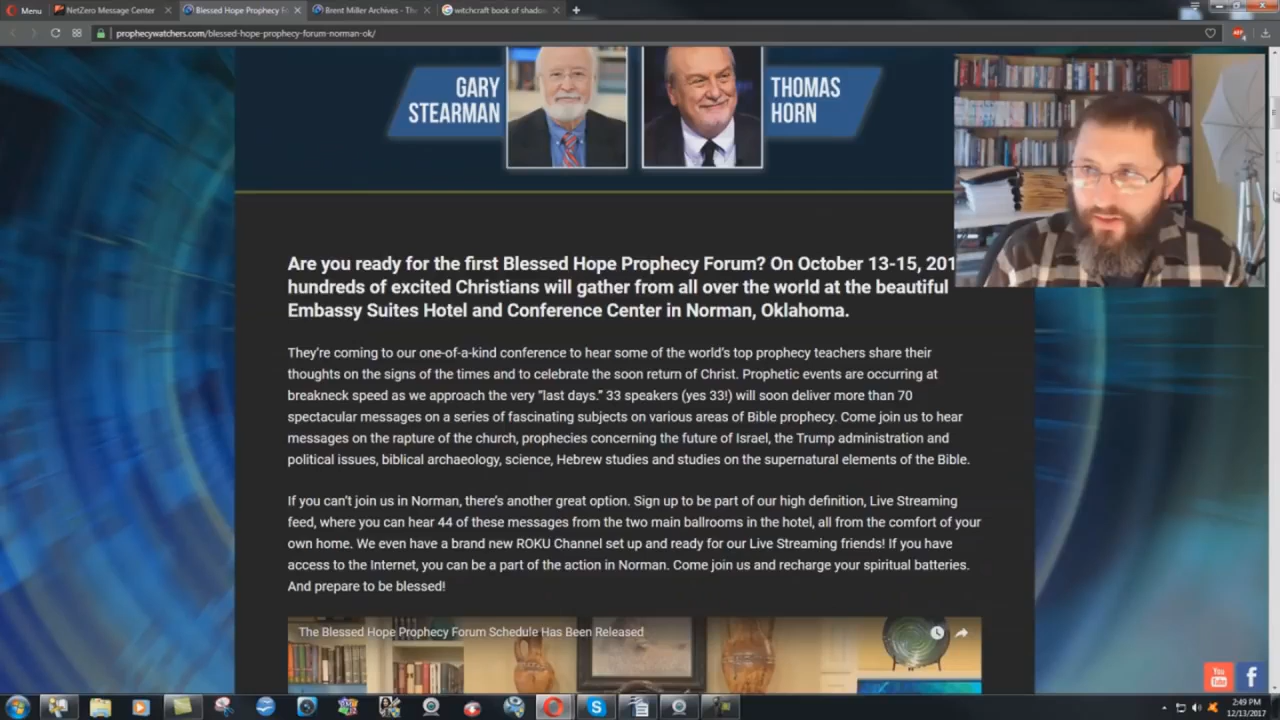 Menu
NetZero Message Center
Blessed Hope Prophecy Fo
Brent Miller Archives - The
witchcraft book of shadow
prophecywatchers.com/blessed-hope-prophecy-forum-norman-ok/
GARY
STEARMAN
THOMAS
HORN
Are you ready for the first Blessed Hope Prophecy Forum? On October 13-15, 201
hundreds of excited Christians will gather from all over the world at the beautiful
Embassy Suites Hotel and Conference Center in Norman, Oklahoma.
They're coming to our one-of-a-kind conference to hear some of the world's top prophecy teachers share their
thoughts on the signs of the times and to celebrate the soon return of Christ. Prophetic events are occurring at
breakneck speed as we approach the very "last days." 33 speakers (yes 33!) will soon deliver more than 70
spectacular messages on a series of fascinating subjects on various areas of Bible prophecy. Come join us to hear
messages on the rapture of the church, prophecies concerning the future of Israel, the Trump administration and
political issues, biblical archaeology, science, Hebrew studies and studies on the supernatural elements of the Bible.
If you can't join us in Norman, there's another great option. Sign up to be part of our high definition, Live Streaming
feed, where you can hear 44 of these messages from the two main ballrooms in the hotel, all from the comfort of your
own home. We even have a brand new ROKU Channel set up and ready for our Live Streaming friends! If you have
access to the Internet, you can be a part of the action in Norman. Come join us and recharge your spiritual batteries.
And prepare to be blessed!
The Blessed Hope Prophecy Forum Schedule Has Been Released
You
Tube
2:49 PM
12/13/2017